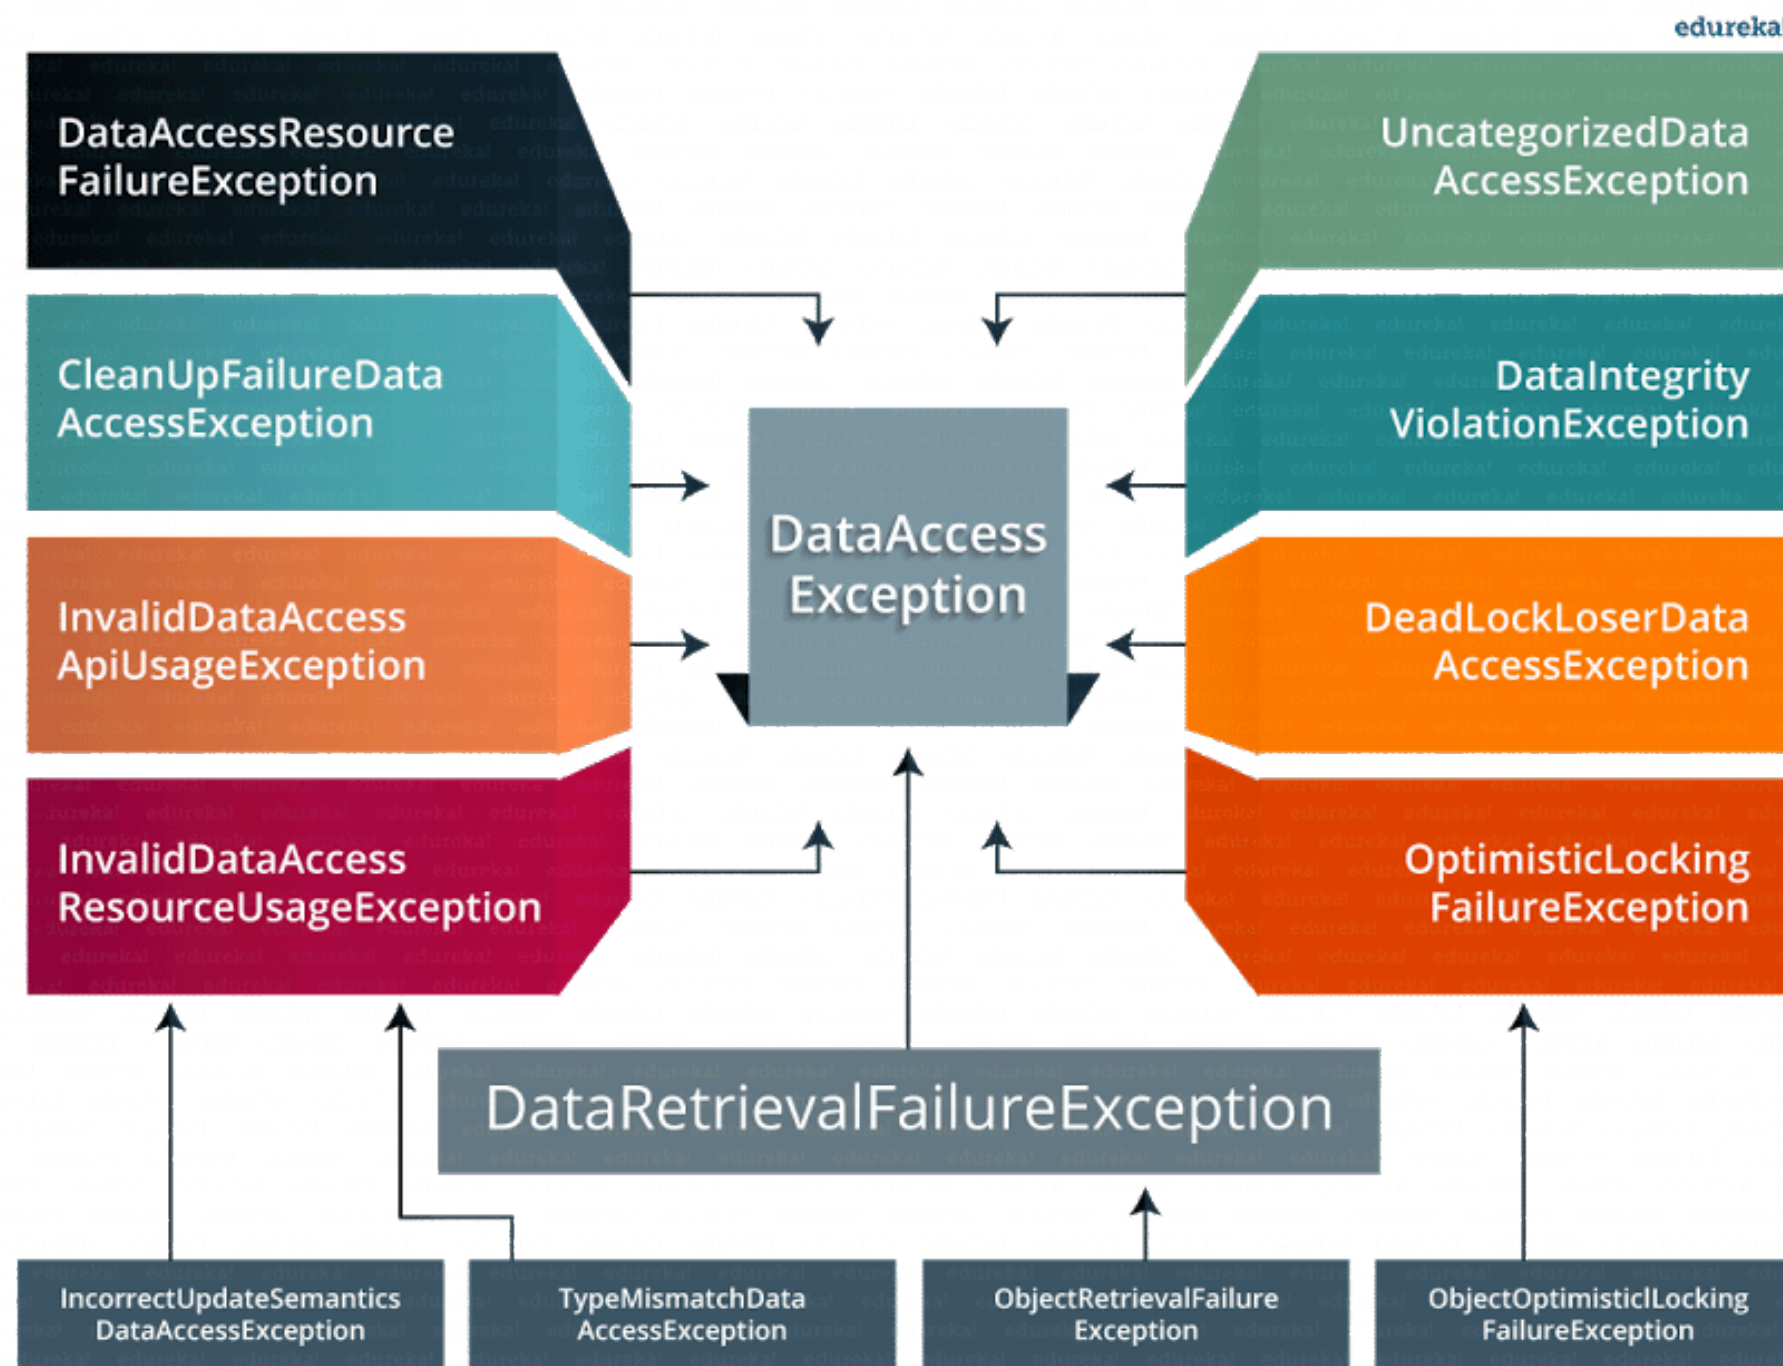 edureka!
DataAccessResource
FailureException
UncategorizedData
AccessException
CleanUpFailureData
AccessException
DataIntegrity
ViolationException
DataAccess
Exception
InvalidDataAccess
ApiUsageException
DeadLockLoserData
AccessException
InvalidDataAccess
ResourceUsageException
OptimisticLocking
FailureException
DataRetrievalFailureException
IncorrectUpdateSemantics
DataAccessException
TypeMismatchData
AccessException
ObjectRetrievalFailure
Exception
ObjectOptimisticlLocking
FailureException